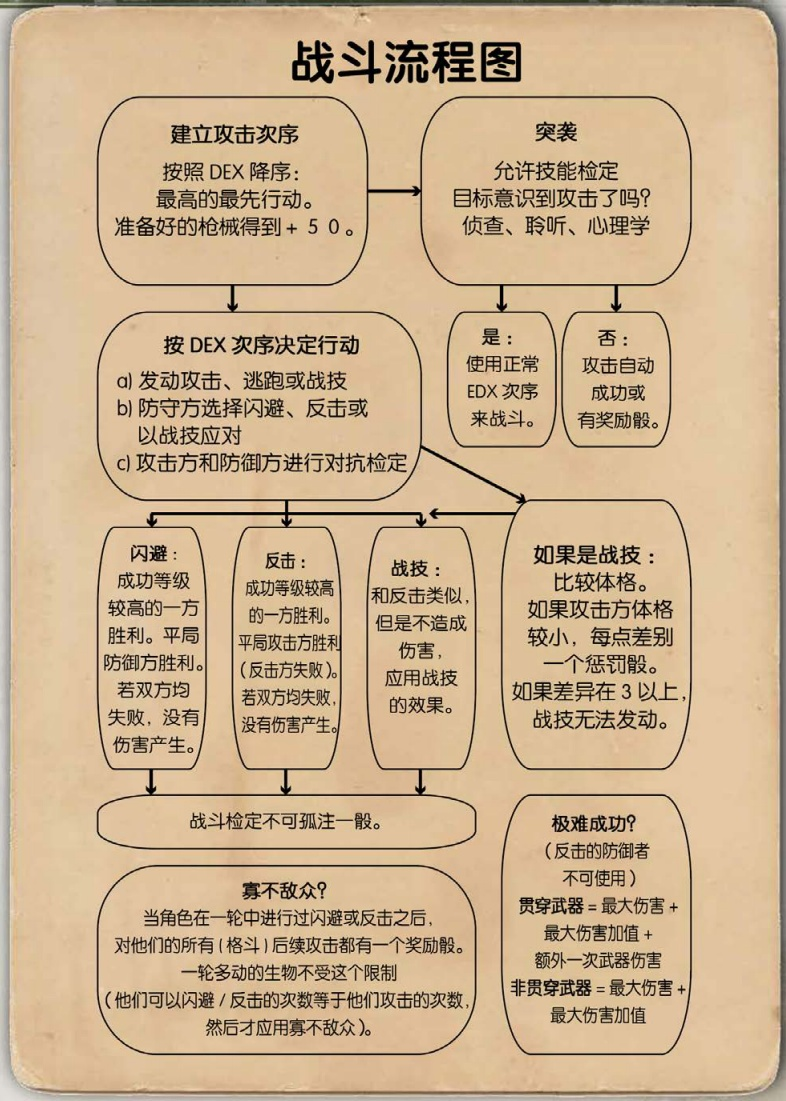 战斗流程图
建立攻击次序
按照 DEX 降序：
最高的最先行动。
准备好的枪械得到+ 5 0 。
突袭
允许技能检定
目标意识到攻击了吗？
侦查、聆听、心理学
按 DEX 次序决定行动
a) 发动攻击、逃跑或战技
b) 防守方选择闪避、反击或
以战技应对
c) 攻击方和防御方进行对抗检定
是：
使用正常
EDX 次序
来战斗。
否：
攻击自动
成功或
有奖励骰。
闪避：
成功等级
较高的一方
胜利。平局
防御方胜利。
若双方均
失败，没有
伤害产生。
反击：
成功等级较高
的一方胜利。
平局攻击方胜利
（反击方失败）。
若双方均失败，
没有伤害产生。
战技：
和反击类似，
但是不造成
伤害，
应用战技
的效果。
如果是战技：
比较体格。
如果攻击方体格
较小，每点差别
一个惩罚骰。
如果差异在 3 以上，
战技无法发动。
战斗检定不可孤注一骰。
寡不敌众？
当角色在一轮中进行过闪避或反击之后，
对他们的所有（格斗）后续攻击都有一个奖励骰。
一轮多动的生物不受这个限制
（他们可以闪避 / 反击的次数等于他们攻击的次数，
然后才应用寡不敌众）。
极难成功？
（反击的防御者
不可使用）
贯穿武器 = 最大伤害 +
最大伤害加值 +
额外一次武器伤害
非贯穿武器 = 最大伤害 +
最大伤害加值